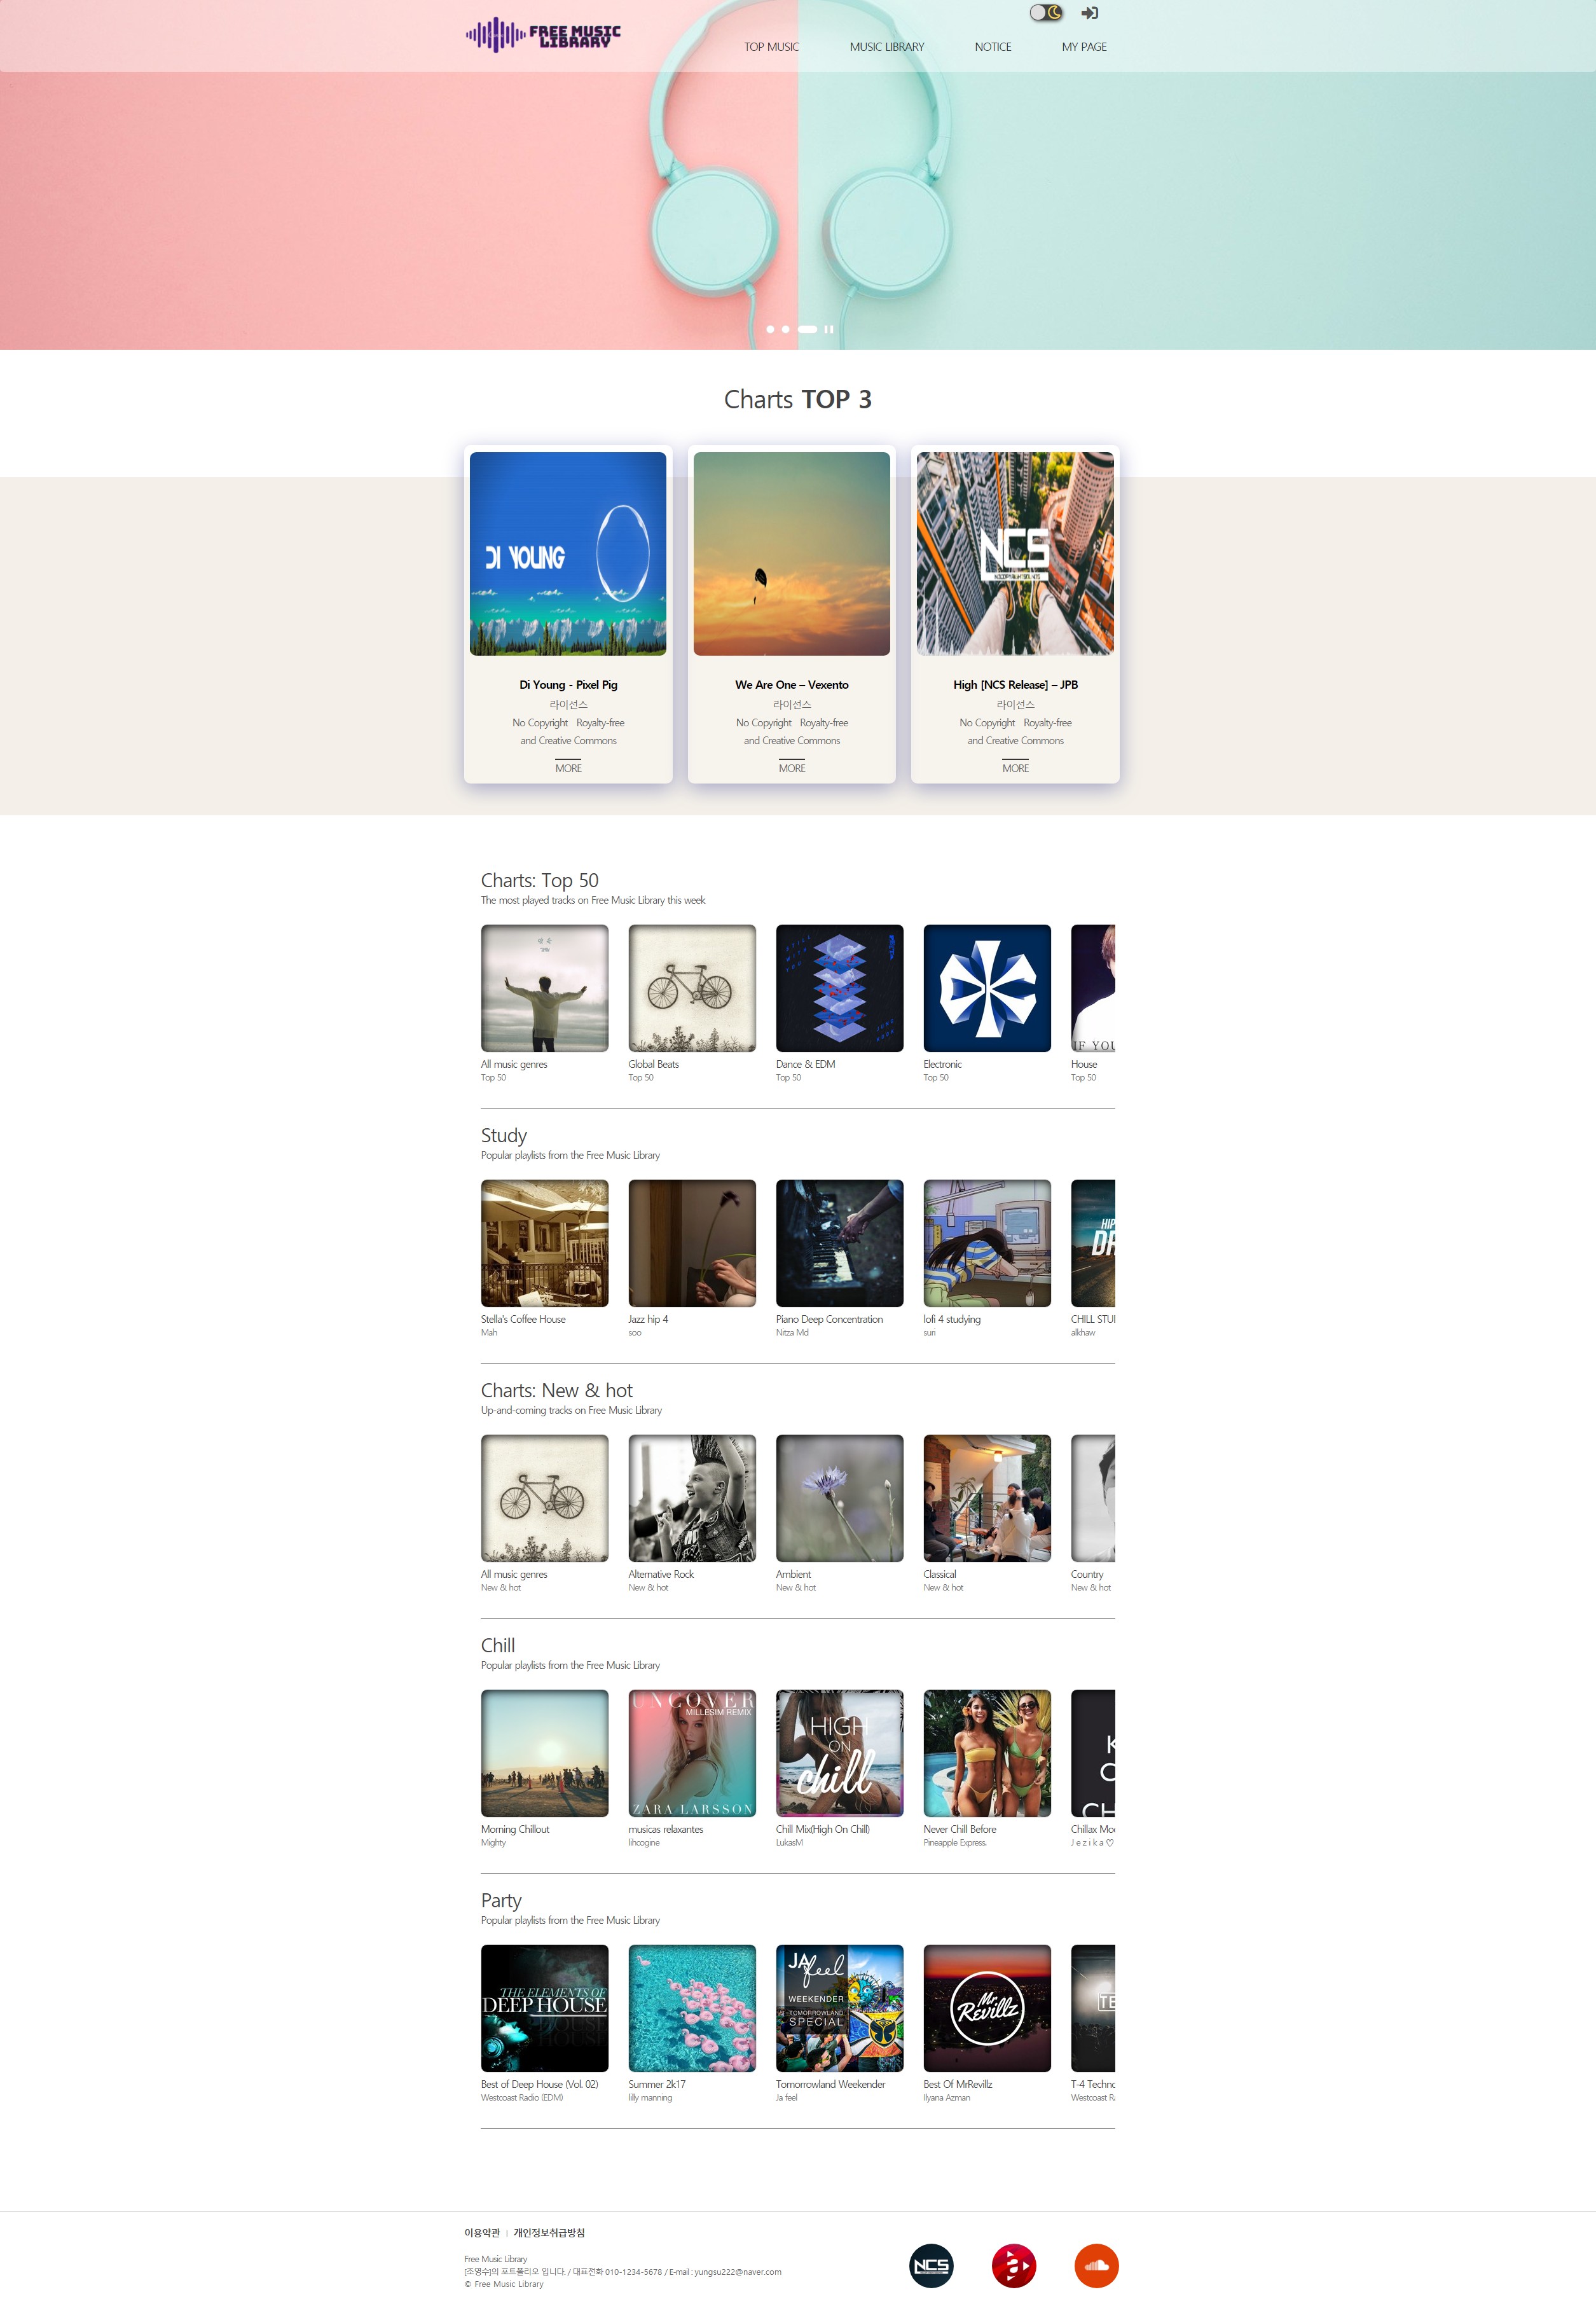 FREE MUSIC
LIBRARY
TOP MUSIC
MUSIC LIBRARY
NOTICE
MY PAGE
Charts TOP 3
DI YOUNG
NCS
NOCOPYRIGHTSOUNDS
Di Young - Pixel Pig
라이선스
No Copyright Royalty-free
and Creative Commons
MORE
We Are One – Vexento
라이선스
No Copyright Royalty-free
and Creative Commons
MORE
High [NCS Release] – JPB
라이선스
No Copyright Royalty-free
and Creative Commons
MORE
Charts: Top 50
The most played tracks on Free Music Library this week
STILL
WITH
YOU
IF YOU
All music genres
Top 50
Global Beats
Top 50
Dance & EDM
Top 50
Electronic
Top 50
House
Top 50
Study
Popular playlists from the Free Music Library
HIP
DR
Stella's Coffee House
Mah
Jazz hip 4
soo
Piano Deep Concentration
Nitza Md
lofi 4 studying
suri
CHILL STU
alkhaw
Charts: New & hot
Up-and-coming tracks on Free Music Library
All music genres
New & hot
Alternative Rock
New & hot
Ambient
New & hot
Classical
New & hot
Country
New & hot
Chill
Popular playlists from the Free Music Library
UNCOVER
MILLESIM REMIX
ZARA LARSSON
HIGH
ON
chill
K
C
CH
Morning Chillout
Mighty
musicas relaxantes
lihcogine
Chill Mix(High On Chill)
LukasM
Never Chill Before
Pineapple Express.
Chillax Moo
J e z i k a ♡
Party
Popular playlists from the Free Music Library
THE ELEMENTS OF
DEEP HOUSE
JA
feel
WEEKENDER
TOMORROWLAND
SPECIAL
Mr.
Revillz
TE
Best of Deep House (Vol. 02)
Westcoast Radio (EDM)
Summer 2k17
lilly manning
Tomorrowland Weekender
Ja feel
Best Of MrRevillz
Ilyana Azman
T-4 Techno
Westcoast Ra
이용약관 | 개인정보취급방침
Free Music Library
[조영수]의 포트폴리오 입니다. / 대표전화 010-1234-5678 / E-mail : yungsu222@naver.com
© Free Music Library
NCS
a